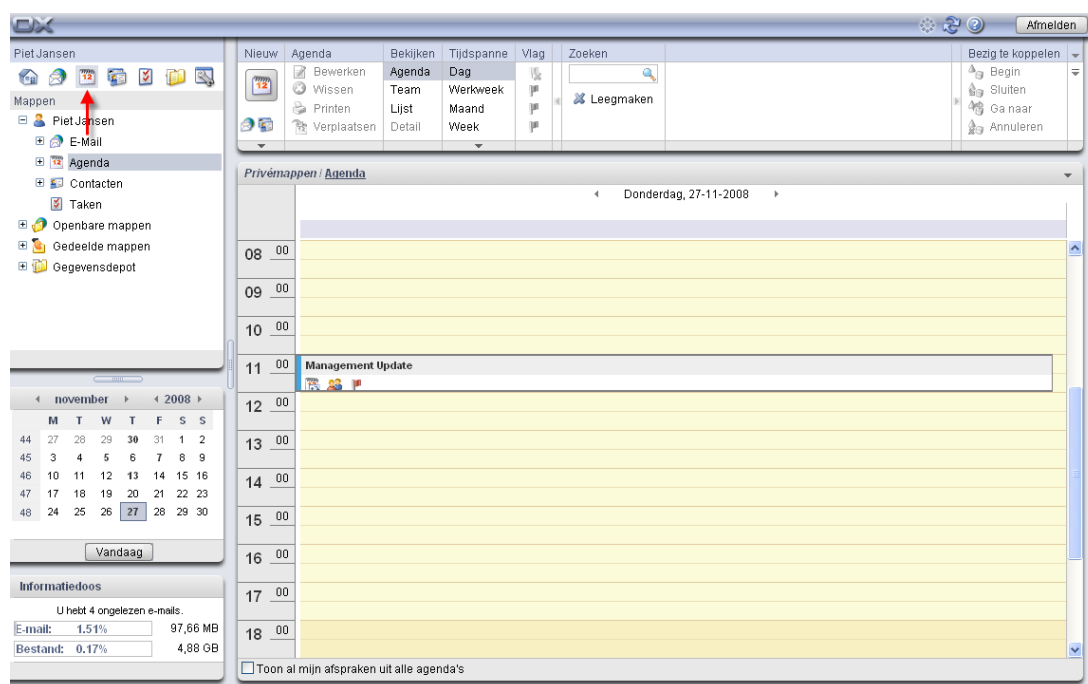 OX
Afmelden
Piet Jansen
12
Mappen
Piet Jansen
E-Mail
12 Agenda
Contacten
Taken
Openbare mappen
Gedeelde mappen
Gegevensdepot
november 2008
M T W T F S S
44 27 28 29 30 31 1 2
45 3 4 5 6 7 8 9
46 10 11 12 13 14 15 16
47 17 18 19 20 21 22 23
48 24 25 26 27 28 29 30
Vandaag
Informatiedoos
U hebt 4 ongelezen e-mails.
E-mail: 1.51% 97,66 MB
Bestand: 0.17% 4,88 GB
Nieuw Agenda Bekijken Tijdspanne Vlag Zoeken Bezig te koppelen
12 Bewerken Agenda Dag Begin
Wissen Team Werkweek Leegmaken Sluiten
Printen Lijst Maand Ga naar
Verplaatsen Detail Week Annuleren
Privémappen / Agenda
Donderdag, 27-11-2008
08 00
09 00
10 00
11 00 Management Update
12 00
13 00
14 00
15 00
16 00
17 00
18 00
Toon al mijn afspraken uit alle agenda's